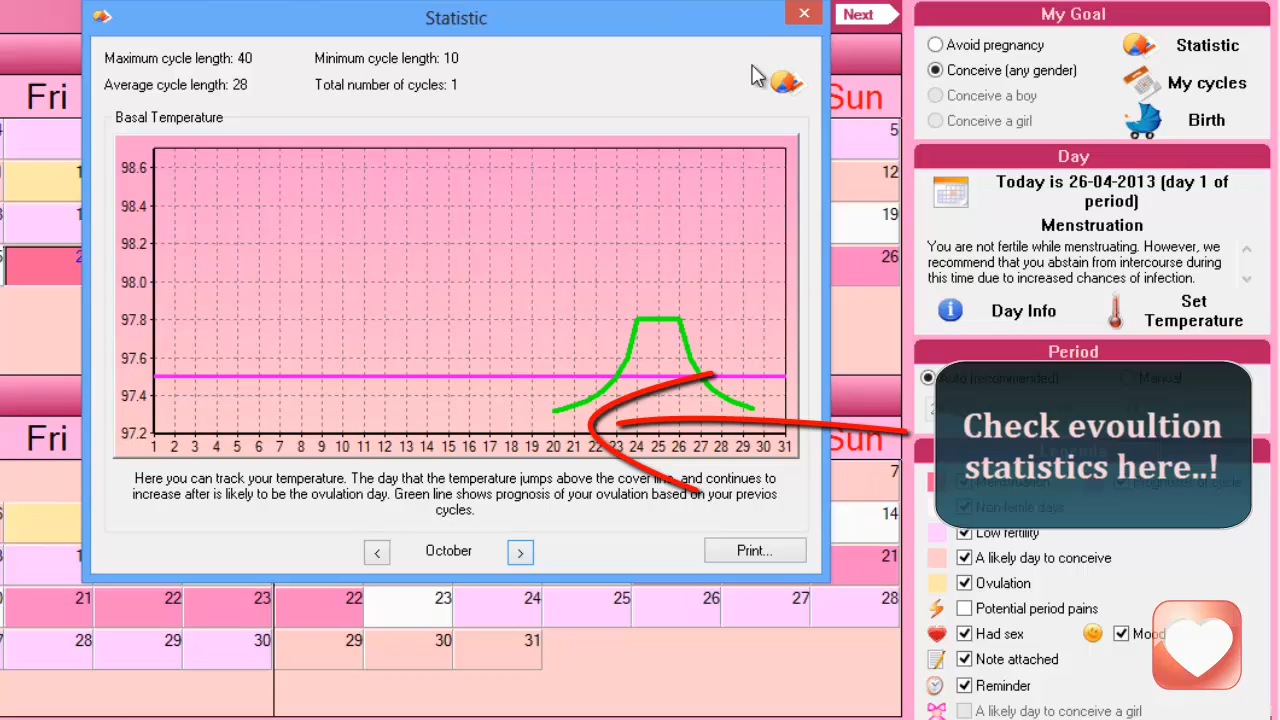 Statistic
Maximum cycle length: 40
Minimum cycle length: 10
Average cycle length: 28
Total number of cycles: 1
Basal Temperature
98.6
98.4
98.2
98.0
97.8
97.6
97.4
97.2
1 2 3 4 5 6 7 8 9 10 11 12 13 14 15 16 17 18 19 20 21 22 23 24 25 26 27 28 29 30 31
Here you can track your temperature. The day that the temperature jumps above the cover line, and continues to
increase after is likely to be the ovulation day. Green line shows prognosis of your ovulation based on your previos
cycles.
<
October
>
Print...
Next
Fri
Sun
5
12
19
26
Fri
Sun
7
14
21
21 22 23 22 23 24 25 26 27 28
28 29 30 29 30 31
My Goal
Avoid pregnancy
Conceive (any gender)
Conceive a boy
Conceive a girl
Statistic
My cycles
Birth
Day
Today is 26-04-2013 (day 1 of
period)
Menstruation
You are not fertile while menstruating. However, we
recommend that you abstain from intercourse during
this time due to increased chances of infection.
Day Info
Set
Temperature
Period
Auto (recommended)
Manual
Check evoultion
statistics here..!
Menstruation
Non-fertile days
Low fertility
A likely day to conceive
Ovulation
Potential period pains
Had sex
Mood
Note attached
Reminder
A likely day to conceive a girl